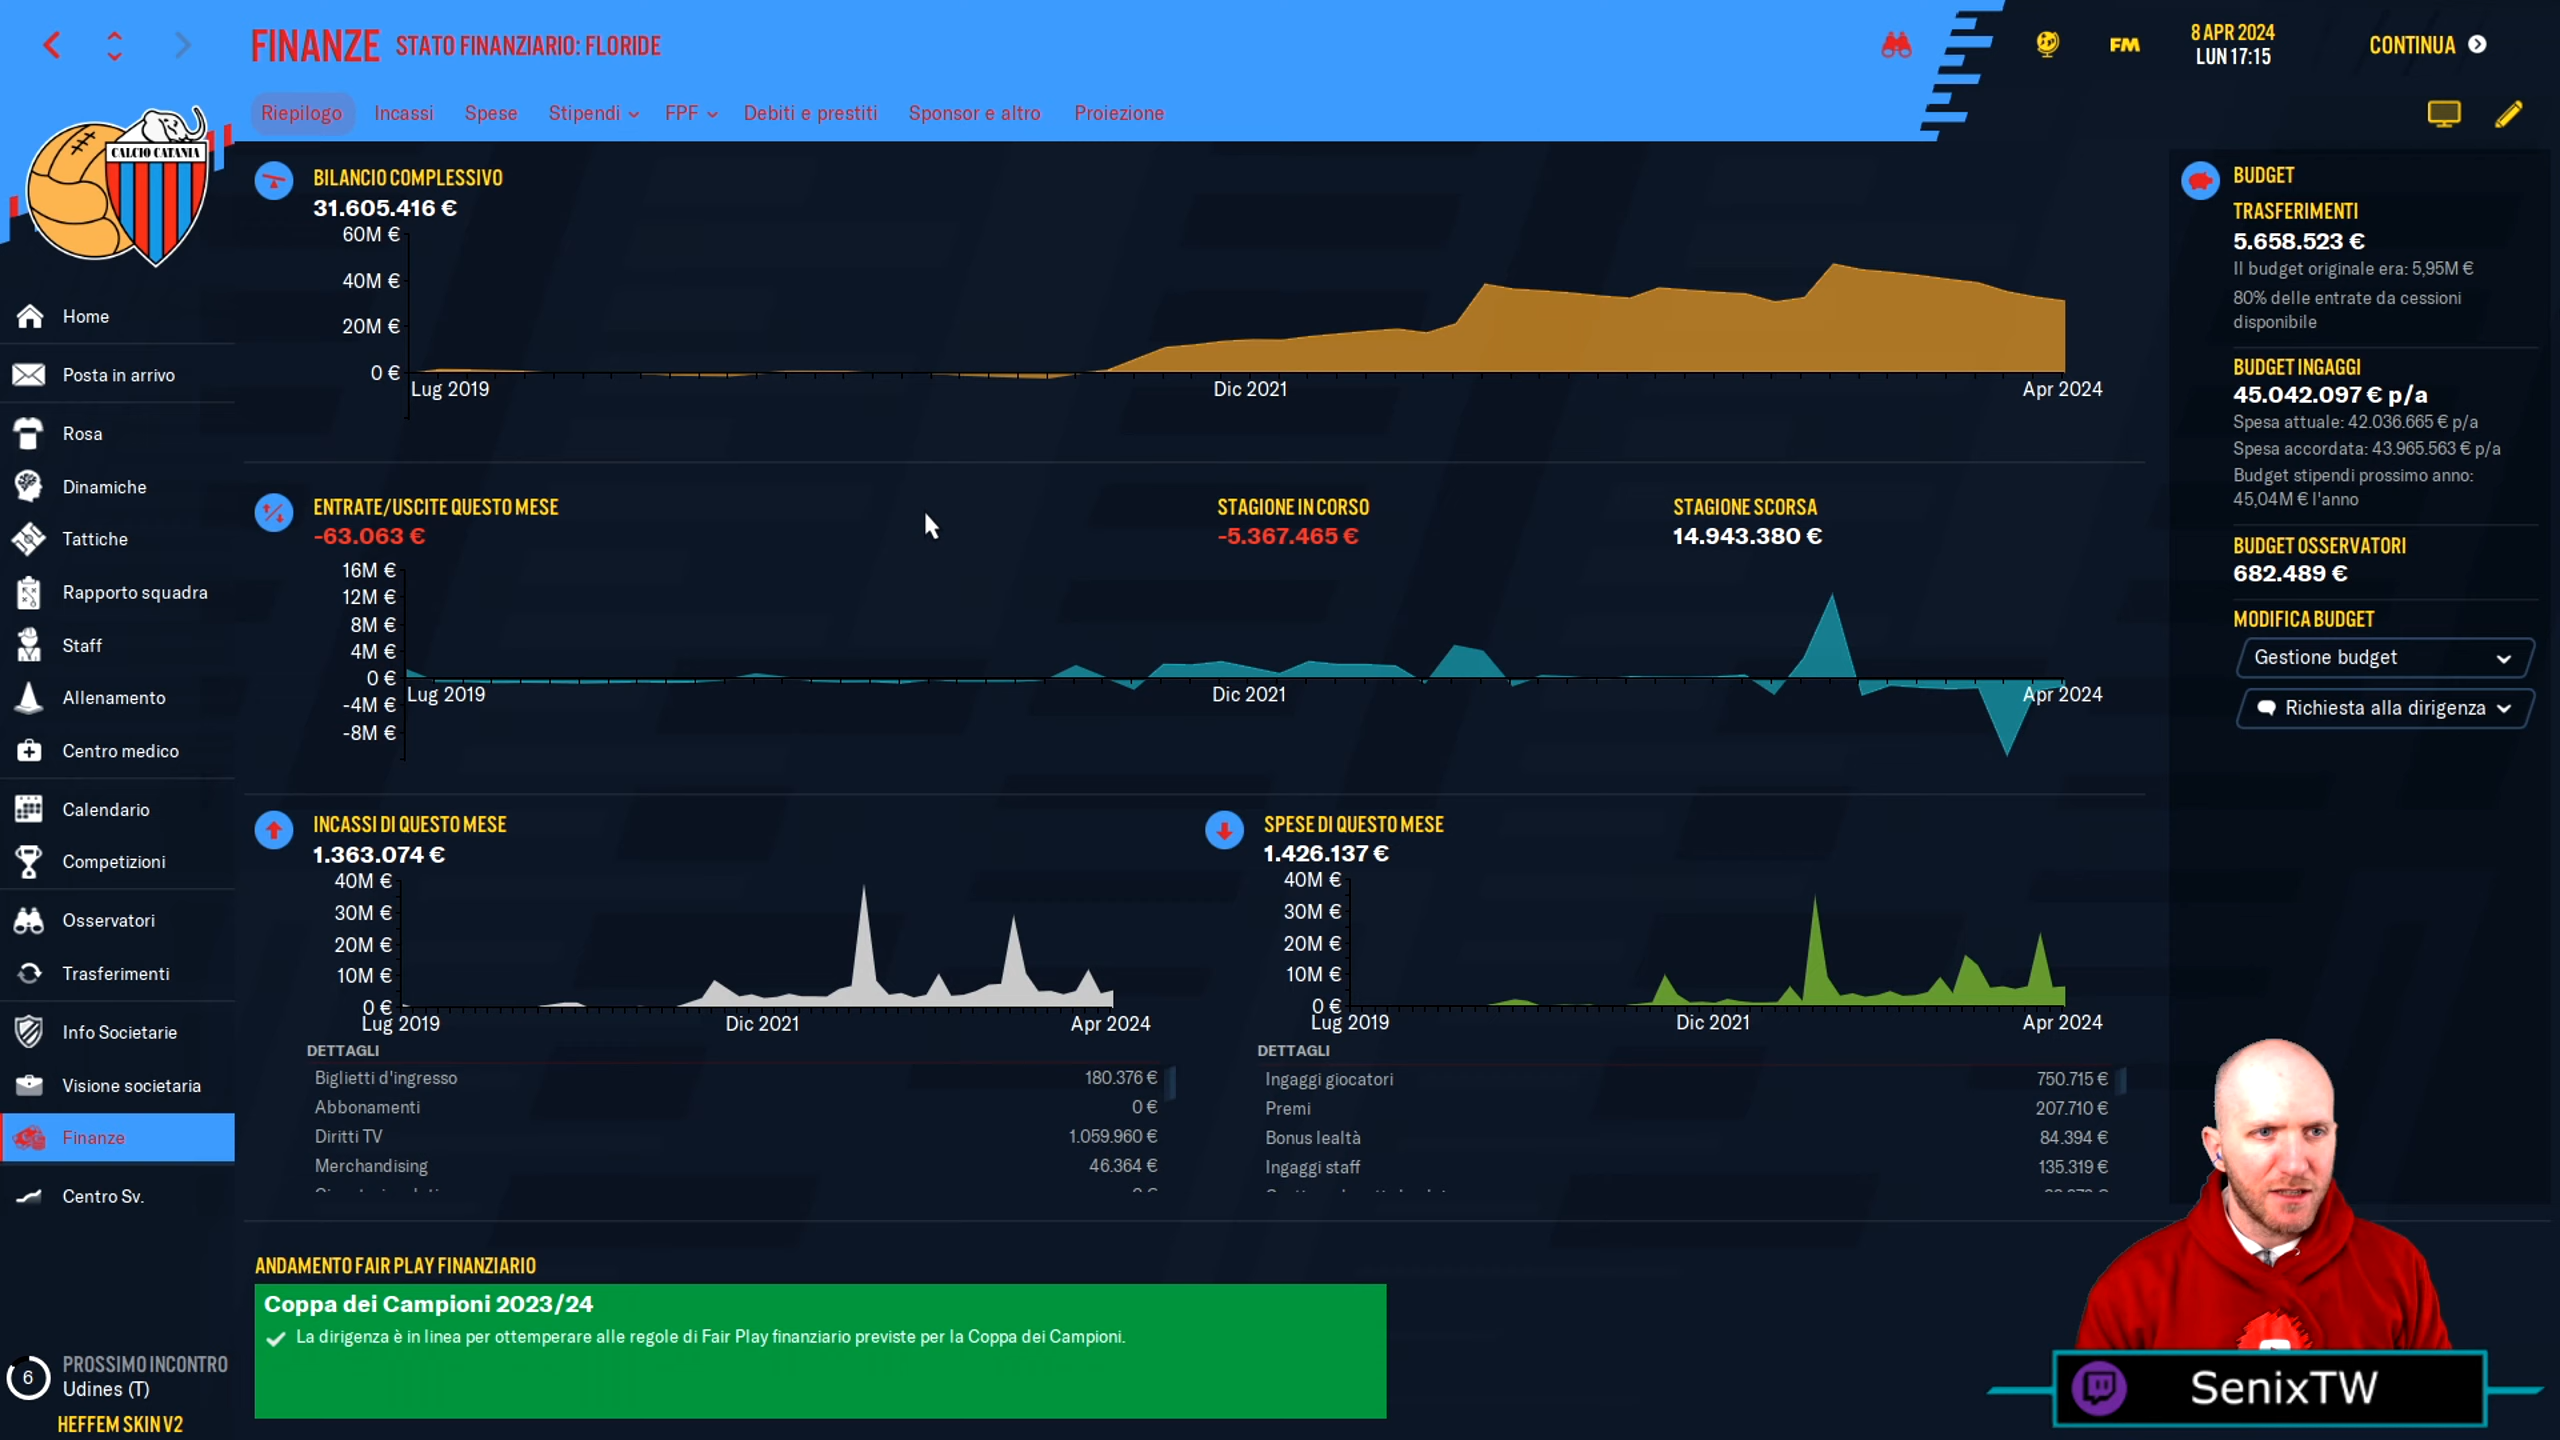 FINANZE STATO FINANZIARIO: FLORIDE
FM
8 APR 2024
LUN 17:15
CONTINUA
Riepilogo Incassi Spese Stipendi FPF Debiti e prestiti Sponsor e altro Proiezione
CALCIO CATANIA
Home
Posta in arrivo
Rosa
Dinamiche
Tattiche
Rapporto squadra
Staff
Allenamento
Centro medico
Calendario
Competizioni
Osservatori
Trasferimenti
Info Societarie
Visione societaria
Finanze
Centro Sv.
6
PROSSIMO INCONTRO
Udines (T)
HEFFEM SKIN V2
BILANCIO COMPLESSIVO
31.605.416 €
60M €
40M €
20M €
0 €
Lug 2019 Dic 2021 Apr 2024
ENTRATE/USCITE QUESTO MESE
-63.063 €
STAGIONE IN CORSO
-5.367.465 €
STAGIONE SCORSA
14.943.380 €
16M €
12M €
8M €
4M €
0 €
-4M €
-8M €
Lug 2019 Dic 2021 Apr 2024
INCASSI DI QUESTO MESE
1.363.074 €
40M €
30M €
20M €
10M €
0 €
Lug 2019 Dic 2021 Apr 2024
DETTAGLI
Biglietti d'ingresso 180.376 €
Abbonamenti 0 €
Diritti TV 1.059.960 €
Merchandising 46.364 €
SPESE DI QUESTO MESE
1.426.137 €
40M €
30M €
20M €
10M €
0 €
Lug 2019 Dic 2021 Apr 2024
DETTAGLI
Ingaggi giocatori 750.715 €
Premi 207.710 €
Bonus lealtà 84.394 €
Ingaggi staff 135.319 €
ANDAMENTO FAIR PLAY FINANZIARIO
Coppa dei Campioni 2023/24
La dirigenza è in linea per ottemperare alle regole di Fair Play finanziario previste per la Coppa dei Campioni.
BUDGET
TRASFERIMENTI
5.658.523 €
Il budget originale era: 5,95M €
80% delle entrate da cessioni
disponibile
BUDGET INGAGGI
45.042.097 € p/a
Spesa attuale: 42.036.665 € p/a
Spesa accordata: 43.965.563 € p/a
Budget stipendi prossimo anno:
45,04M € l'anno
BUDGET OSSERVATORI
682.489 €
MODIFICA BUDGET
Gestione budget
Richiesta alla dirigenza
SenixTW